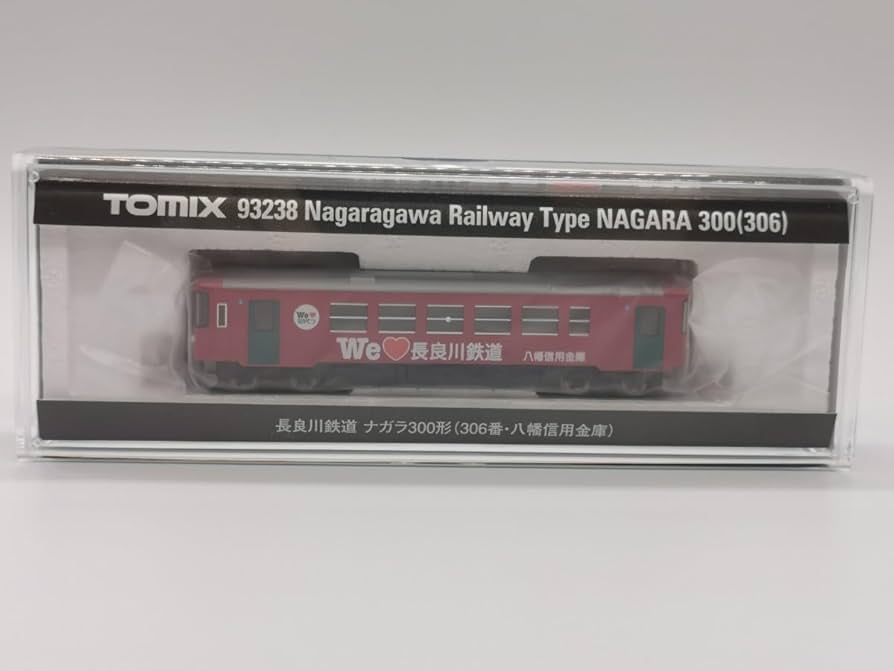 TOMIX 93238 Nagaragawa Railway Type NAGARA 300(306)
We
We❤長良川鉄道 八幡信用金庫
長良川鉄道 ナガラ300形(306番・八幡信用金庫)